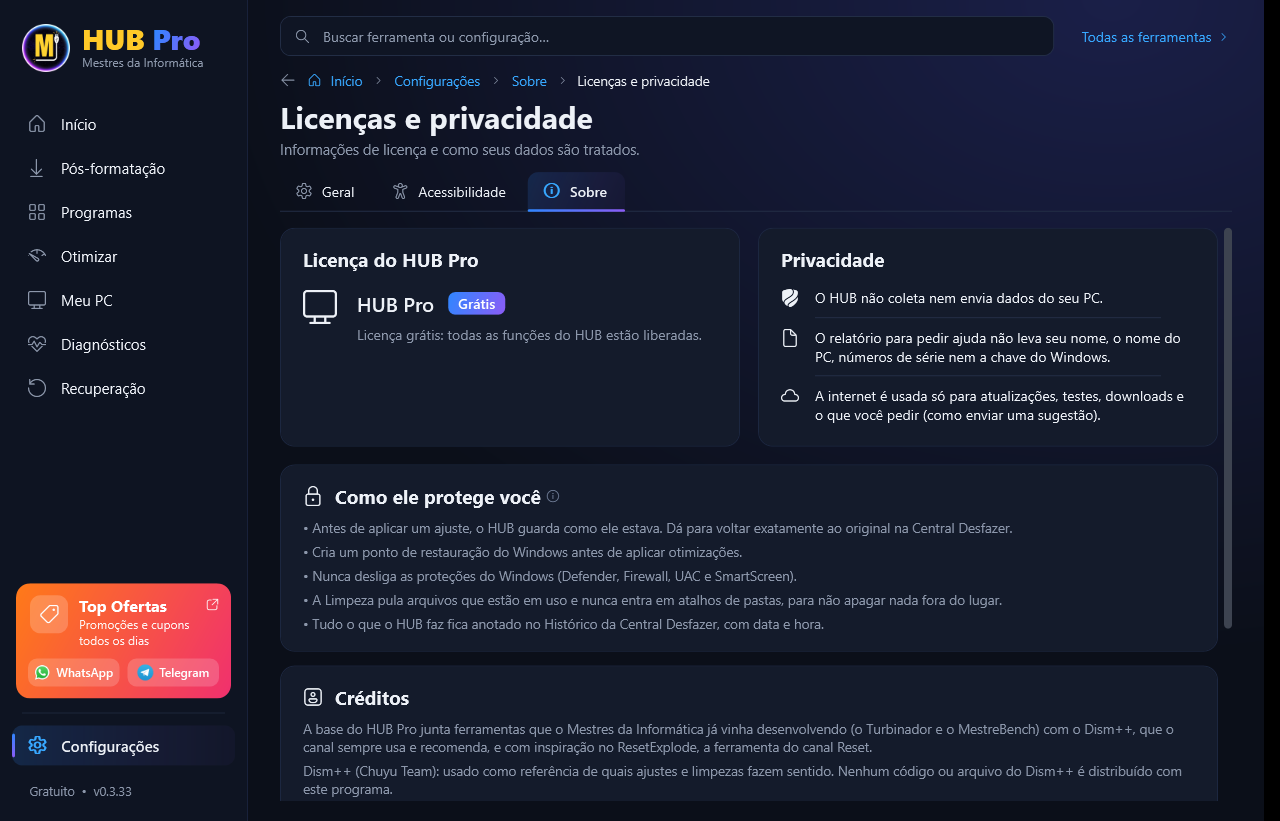 HUB Pro
Mestres da Informática
Início
Pós-formatação
Programas
Otimizar
Meu PC
Diagnósticos
Recuperação
Top Ofertas
Promoções e cupons
todos os dias
WhatsApp
Telegram
Configurações
Gratuito • v0.3.33
Buscar ferramenta ou configuração...
Todas as ferramentas
Início
Configurações
Sobre
Licenças e privacidade
Licenças e privacidade
Informações de licença e como seus dados são tratados.
Geral
Acessibilidade
Sobre
Licença do HUB Pro
HUB Pro
Grátis
Licença grátis: todas as funções do HUB estão liberadas.
Privacidade
O HUB não coleta nem envia dados do seu PC.
O relatório para pedir ajuda não leva seu nome, o nome do
PC, números de série nem a chave do Windows.
A internet é usada só para atualizações, testes, downloads e
o que você pedir (como enviar uma sugestão).
Como ele protege você
• Antes de aplicar um ajuste, o HUB guarda como ele estava. Dá para voltar exatamente ao original na Central Desfazer.
• Cria um ponto de restauração do Windows antes de aplicar otimizações.
• Nunca desliga as proteções do Windows (Defender, Firewall, UAC e SmartScreen).
• A Limpeza pula arquivos que estão em uso e nunca entra em atalhos de pastas, para não apagar nada fora do lugar.
• Tudo o que o HUB faz fica anotado no Histórico da Central Desfazer, com data e hora.
Créditos
A base do HUB Pro junta ferramentas que o Mestres da Informática já vinha desenvolvendo (o Turbinador e o MestreBench) com o Dism++, que o
canal sempre usa e recomenda, e com inspiração no ResetExplode, a ferramenta do canal Reset.
Dism++ (Chuyu Team): usado como referência de quais ajustes e limpezas fazem sentido. Nenhum código ou arquivo do Dism++ é distribuído com
este programa.